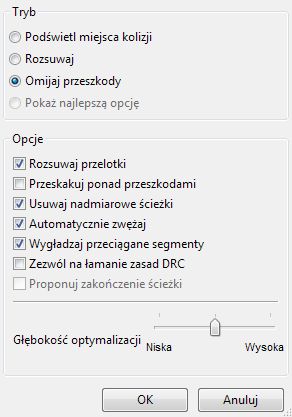 Tryb
Podświetl miejsca kolizji
Rozsuwaj
Omijaj przeszkody
Pokaż najlepszą opcję
Opcje
Rozsuwaj przelotki
Przeskakuj ponad przeszkodami
Usuwaj nadmiarowe ścieżki
Automatycznie zwężaj
Wygładzaj przeciągane segmenty
Zezwól na łamanie zasad DRC
Proponuj zakończenie ścieżki
Głębokość optymalizacji
Niska Wysoka
OK Anuluj